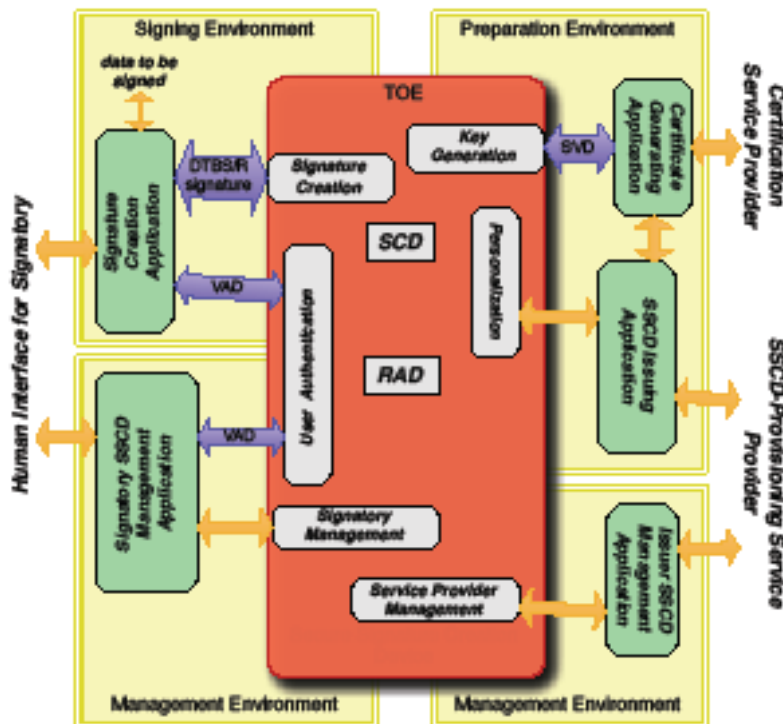 Signing Environment
Preparation Environment
data to be
signed
TOE
Key
Generation
SVD
Certificate
Generating
Application
Certification
Service Provider
DTBS/R
signature
Signature
Creation
Signature
Creation
Application
SCD
Personalization
SSCD Issuing
Application
VAD
User Authentication
RAD
Human Interface for Signatory
SSCD-Provisioning Service
Provider
VAD
Signatory SSCD
Management
Application
Signatory
Management
Issuer SSCD
Management
Application
Service Provider
Management
Management Environment
Management Environment